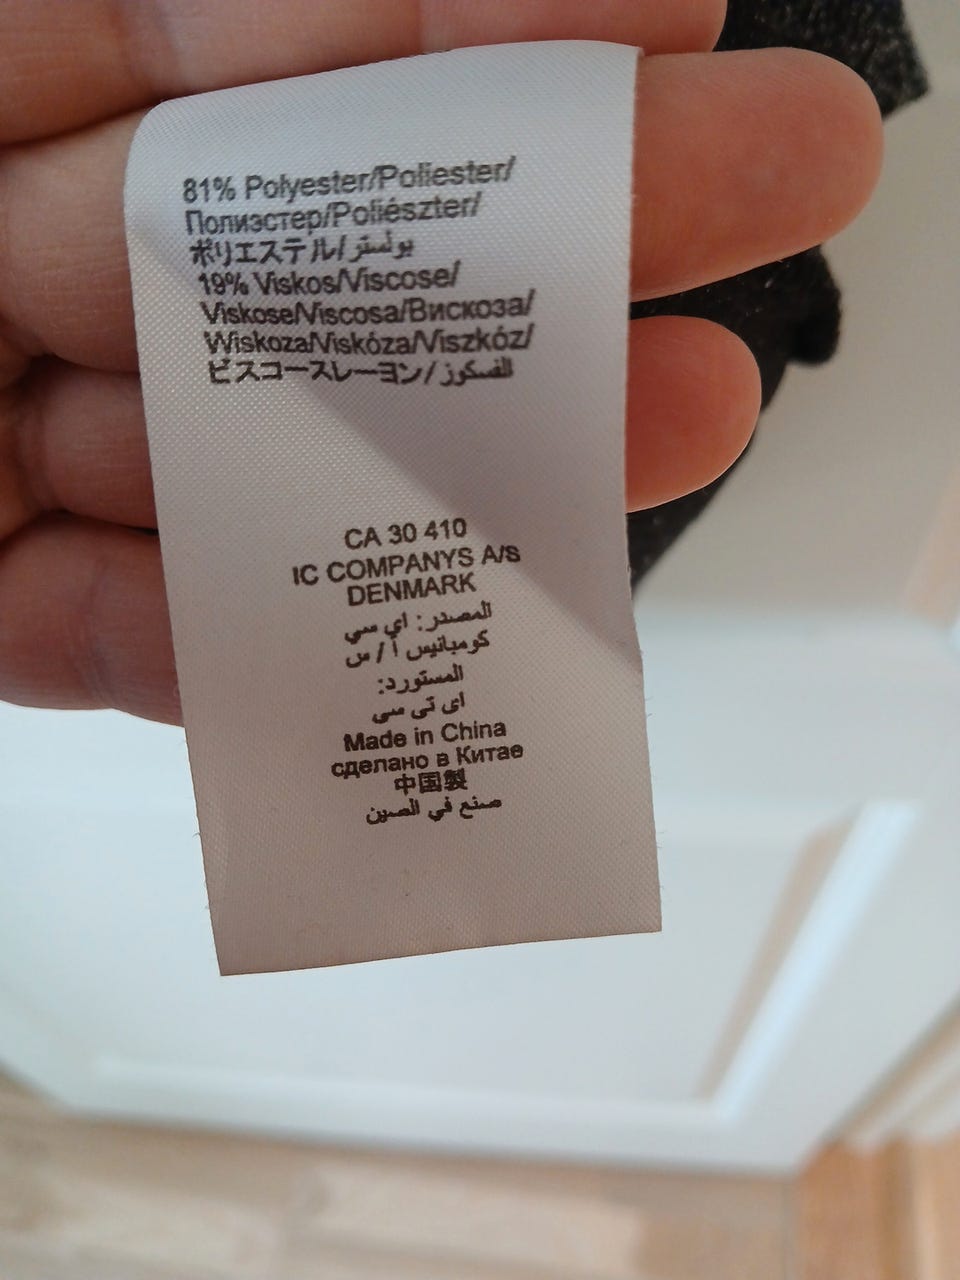 81% Polyester/Poliester/
Полиэстер/Poliészter/
ポリエステル/بولستر
19% Viskos/Viscose/
Viskose/Viscosa/Вискоза/
Wiskoza/Viskóza/Viszkóz/
ビスコースレーヨン/الفسكوز
CA 30 410
IC COMPANYS A/S
DENMARK
المصدر: اي سي
كومبانيس أ / س
المستورد:
اى تى سي
Made in China
сделано в Китае
中国製
صنع في الصين